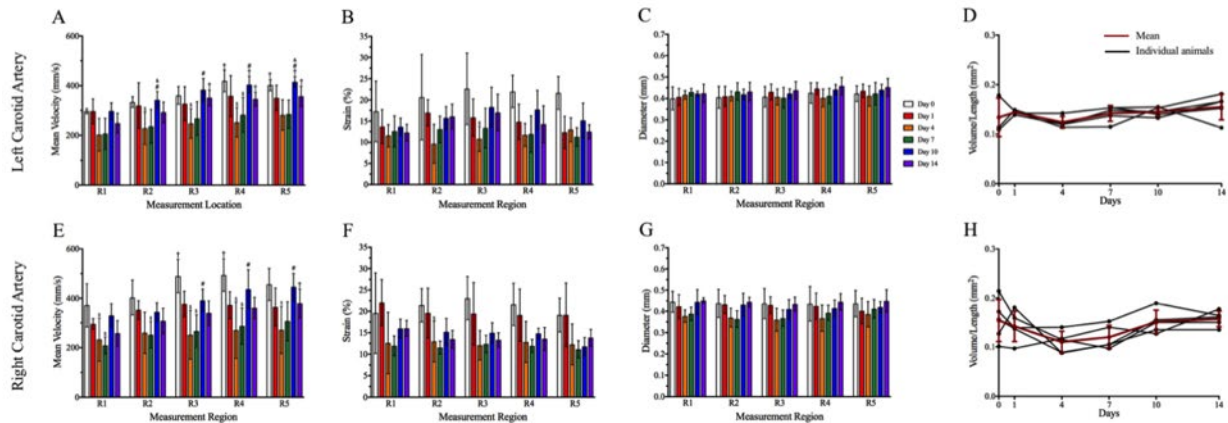 Left Carotid Artery
A
Mean Velocity (mm/s)
600
400
200
0
R1 R2 R3 R4 R5
Measurement Location
B
Strain (%)
35
30
25
20
15
10
5
0
R1 R2 R3 R4 R5
Measurement Region
C
Diameter (mm)
0.7
0.6
0.5
0.4
0.3
0.2
0.1
0.0
R1 R2 R3 R4 R5
Measurement Region
Day 0
Day 1
Day 4
Day 7
Day 10
Day 14
D
Volume/Length (mm²)
0.3
0.2
0.1
0.0
0 1 4 7 10 14
Days
Mean
Individual animals
Right Carotid Artery
E
Mean Velocity (mm/s)
600
400
200
0
R1 R2 R3 R4 R5
Measurement Region
F
Strain (%)
35
30
25
20
15
10
5
0
R1 R2 R3 R4 R5
Measurement Region
G
Diameter (mm)
0.7
0.6
0.5
0.4
0.3
0.2
0.1
0.0
R1 R2 R3 R4 R5
Measurement Region
H
Volume/Length (mm²)
0.3
0.2
0.1
0.0
0 1 4 7 10 14
Days